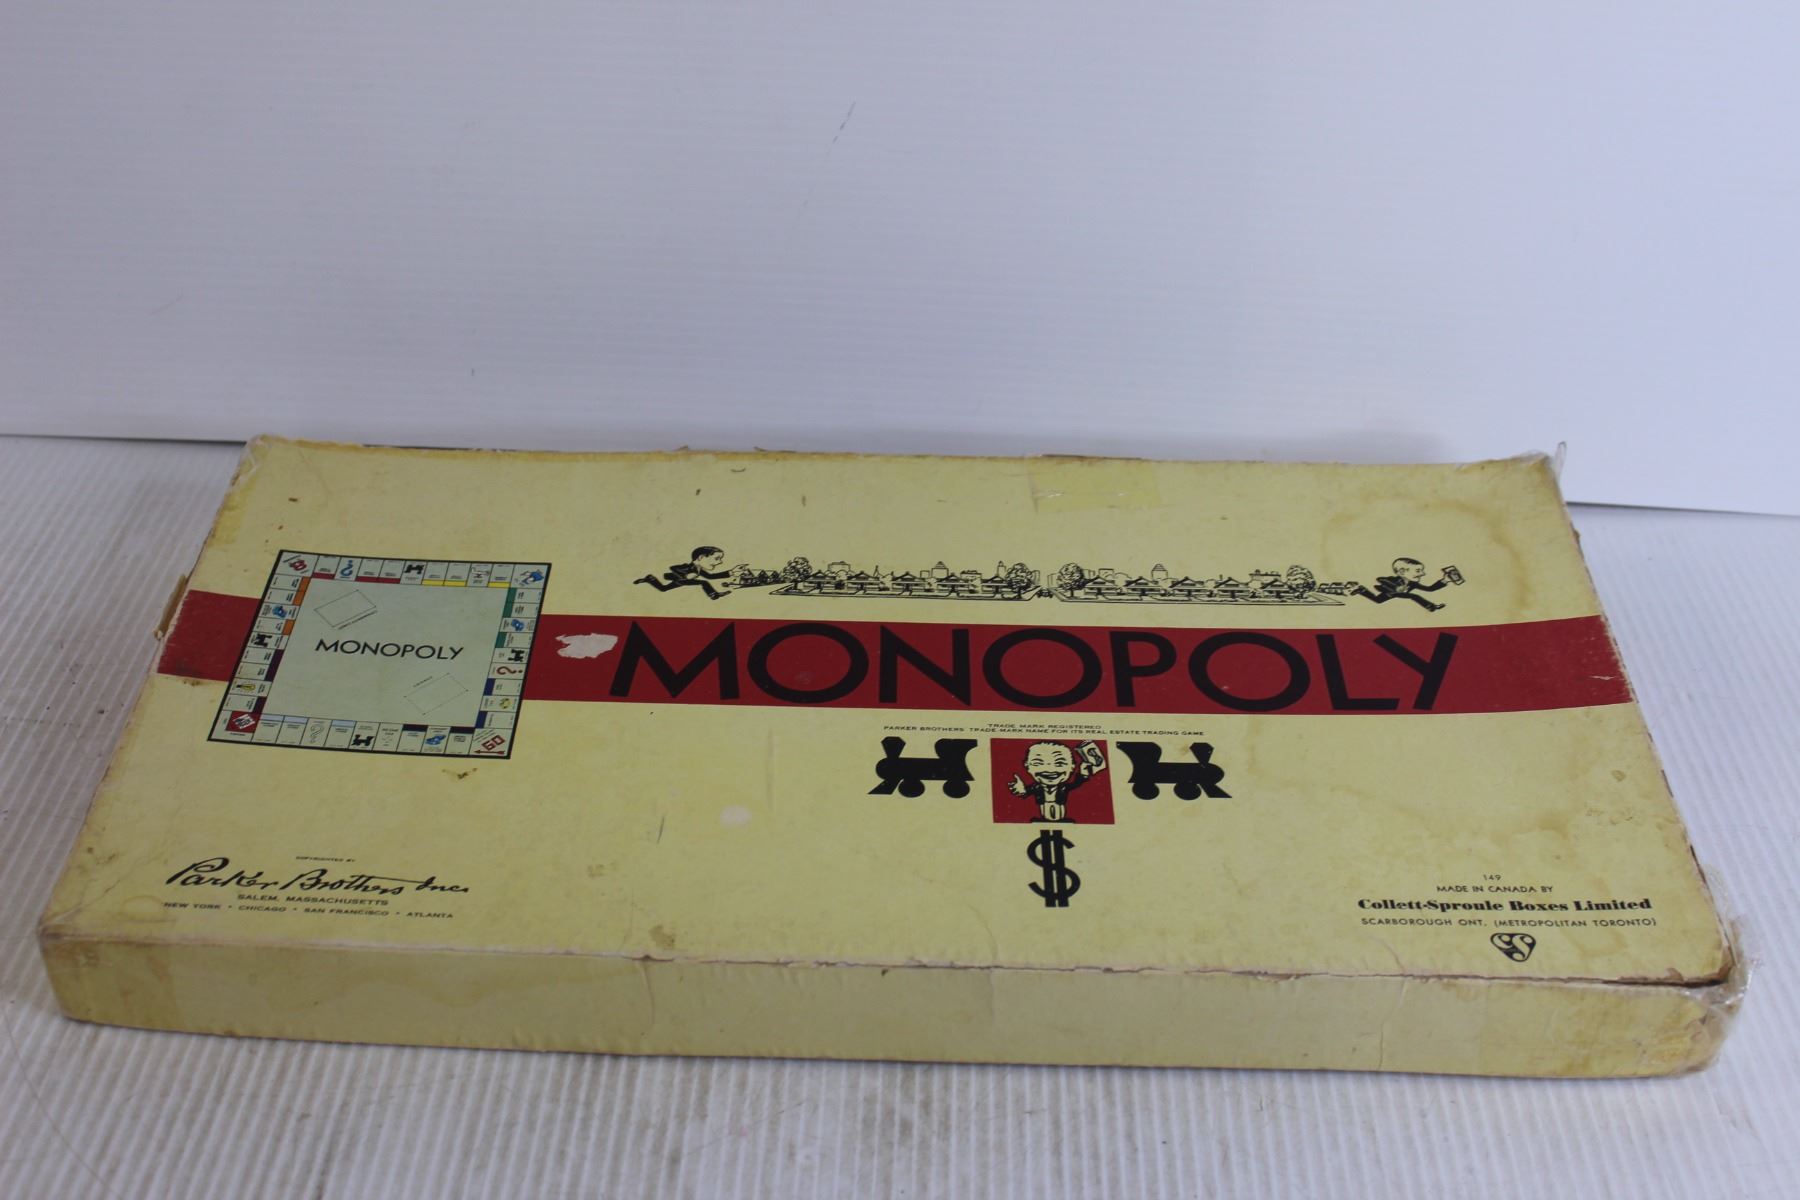 MONOPOLY
MONOPOLY
TRADE MARK REGISTERED
PARKER BROTHERS TRADE MARK NAME FOR ITS REAL ESTATE TRADING GAME
$
COPYRIGHTED BY
Parker Brothers Inc.
SALEM, MASSACHUSETTS
NEW YORK • CHICAGO • SAN FRANCISCO • ATLANTA
149
MADE IN CANADA BY
Collett-Sproule Boxes Limited
SCARBOROUGH ONT. (METROPOLITAN TORONTO)
GO